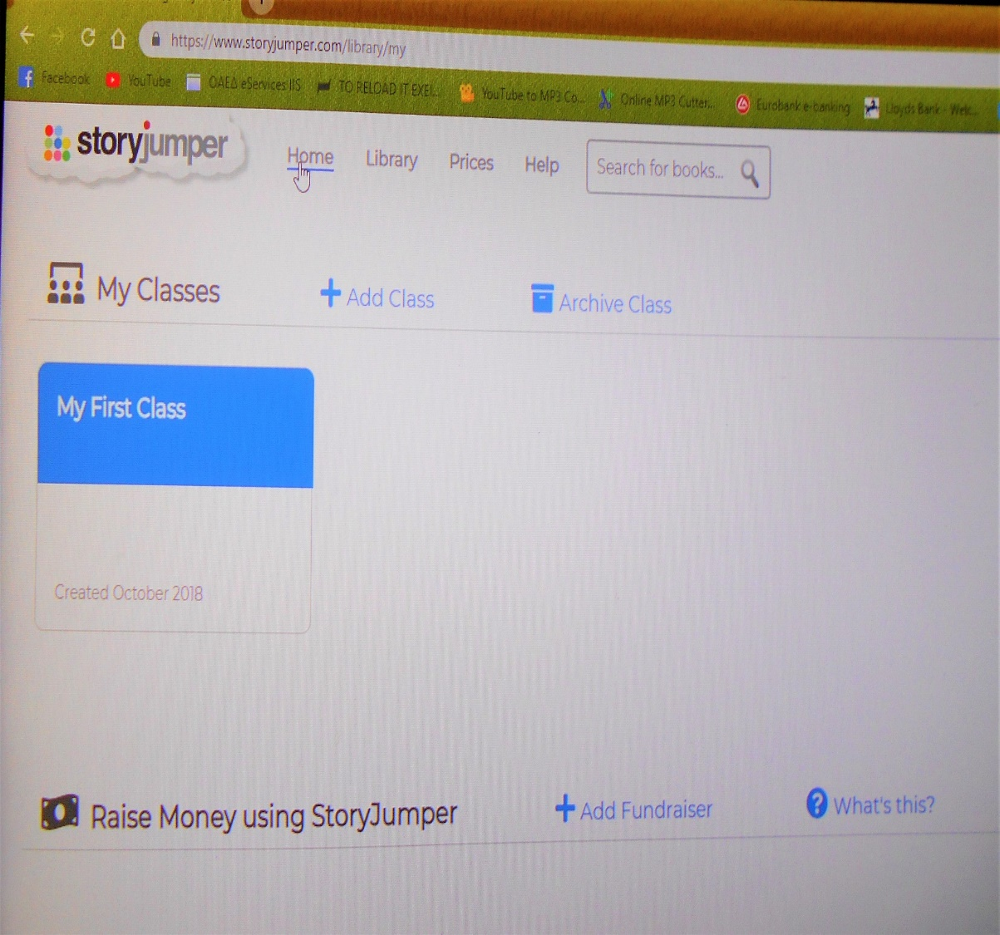 https://www.storyjumper.com/library/my
Facebook YouTube ΟΑΕΔ eServices IIS TO RELOAD IT EXEL... YouTube to MP3 Co... Online MP3 Cutter... Eurobank e-banking Lloyds Bank - Welc...
storyjumper Home Library Prices Help Search for books...
My Classes Add Class Archive Class
My First Class
Created October 2018
Raise Money using StoryJumper Add Fundraiser What's this?